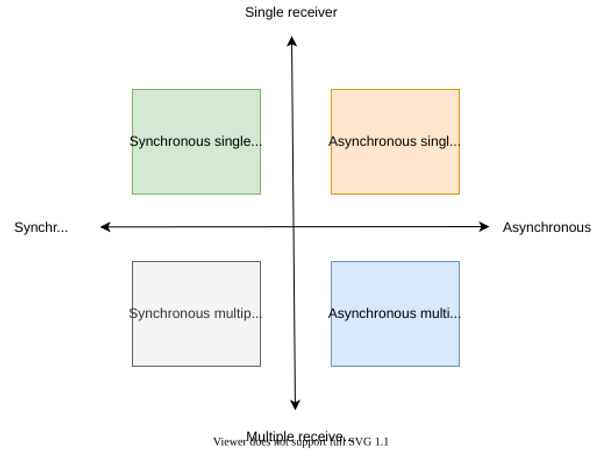 Single receiver
Synchronous single...
Asynchronous singl...
Synchr...
Asynchronous
Synchronous multip...
Asynchronous multi...
Multiple receive...
Viewer does not support full SVG 1.1